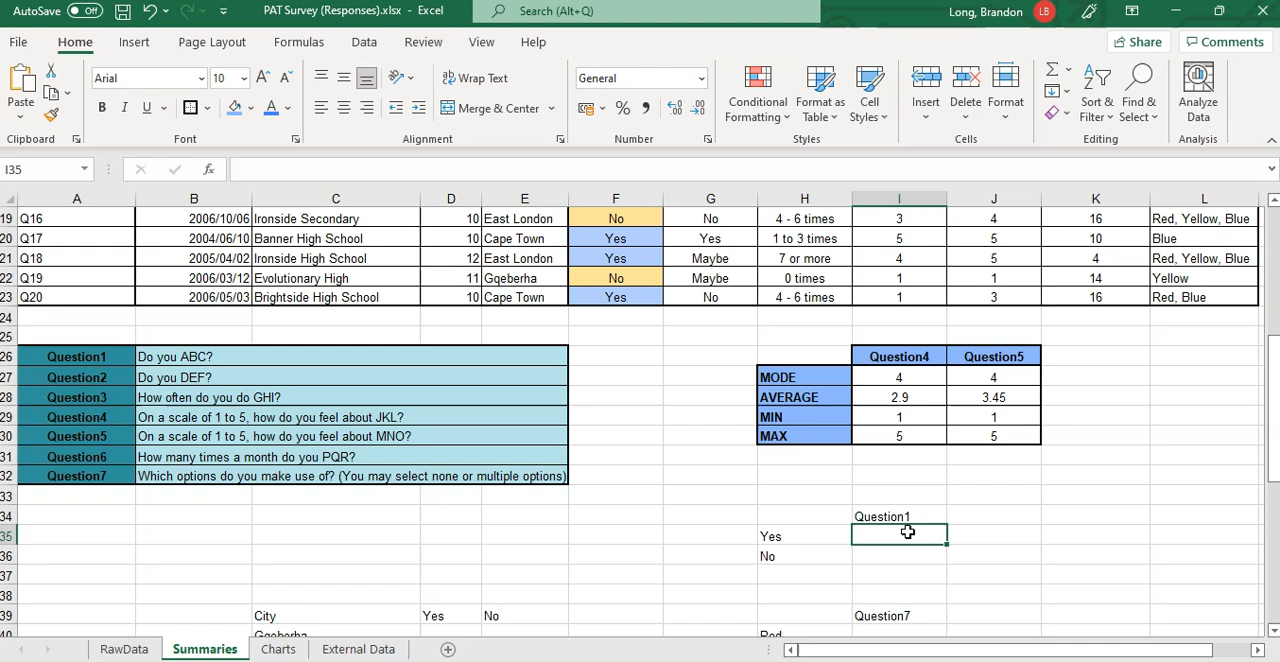 AutoSave Off PAT Survey (Responses).xlsx - Excel Search (Alt+Q) Long, Brandon LB
File Home Insert Page Layout Formulas Data Review View Help Share Comments
Paste Arial 10 Wrap Text General Conditional Formatting Format as Table Cell Styles Insert Delete Format Sort & Filter Find & Select Analyze Data
B I U A Merge & Center %
Clipboard Font Alignment Number Styles Cells Editing Analysis
I35 fx
A B C D E F G H I J K L
19 Q16 2006/10/06 Ironside Secondary 10 East London No No 4 - 6 times 3 4 16 Red, Yellow, Blue
20 Q17 2004/06/10 Banner High School 10 Cape Town Yes Yes 1 to 3 times 5 5 10 Blue
21 Q18 2005/04/02 Ironside High School 12 East London Yes Maybe 7 or more 4 5 4 Red, Yellow, Blue
22 Q19 2006/03/12 Evolutionary High 11 Gqeberha No Maybe 0 times 1 1 14 Yellow
23 Q20 2006/05/03 Brightside High School 10 Cape Town Yes No 4 - 6 times 1 3 16 Red, Blue
24
25
26 Question1 Do you ABC? Question4 Question5
27 Question2 Do you DEF? MODE 4 4
28 Question3 How often do you do GHI? AVERAGE 2.9 3.45
29 Question4 On a scale of 1 to 5, how do you feel about JKL? MIN 1 1
30 Question5 On a scale of 1 to 5, how do you feel about MNO? MAX 5 5
31 Question6 How many times a month do you PQR?
32 Question7 Which options do you make use of? (You may select none or multiple options)
33
34 Question1
35 Yes
36 No
37
38
39 City Yes No Question7
40 Gqeberha Red
RawData Summaries Charts External Data